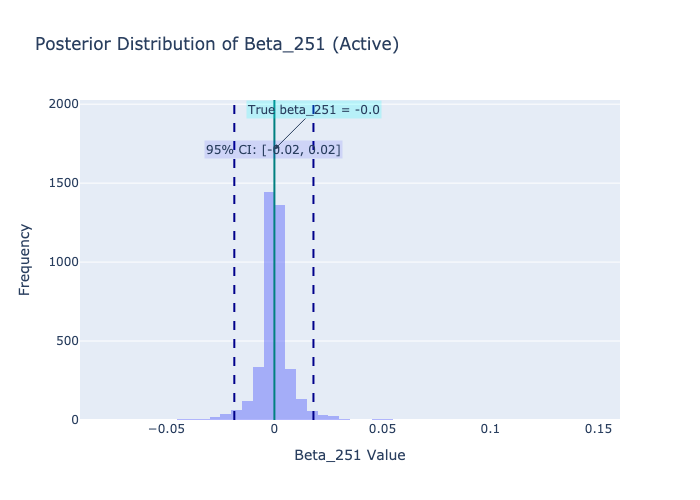 Posterior Distribution of Beta_251 (Active)
2000
True beta_251 = -0.0
95% CI: [-0.02, 0.02]
1500
1000
500
0
Frequency
−0.05
0
0.05
0.1
0.15
Beta_251 Value